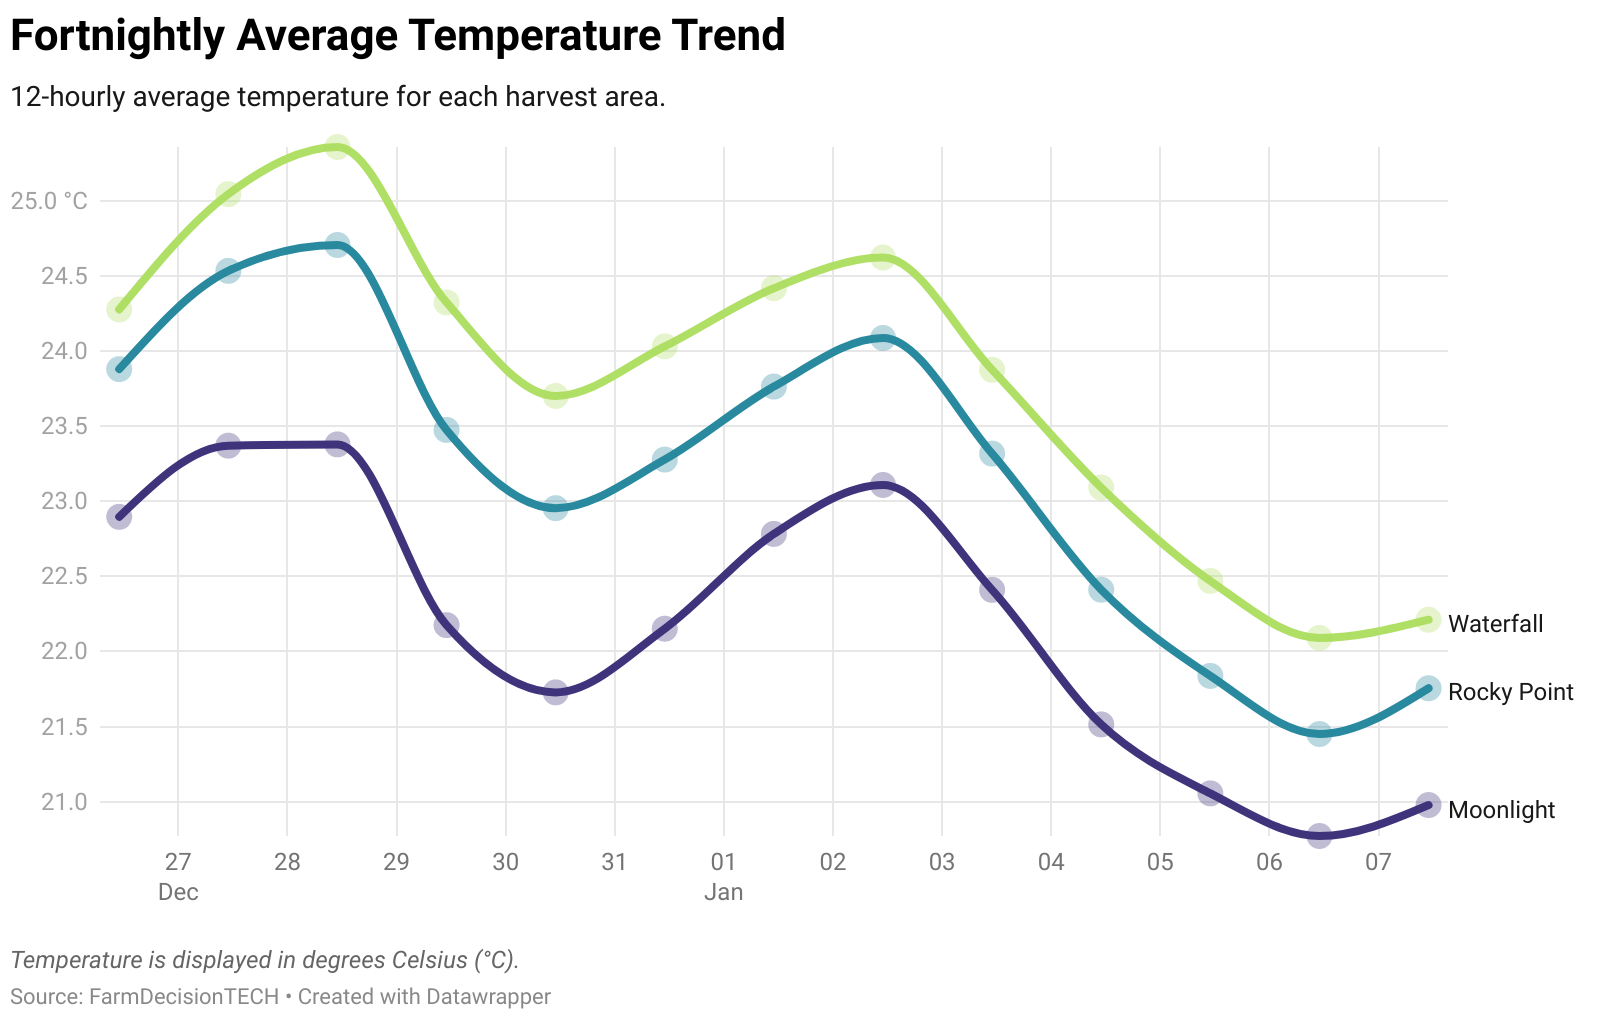 Fortnightly Average Temperature Trend
12-hourly average temperature for each harvest area.
25.0 °C
24.5
24.0
23.5
23.0
22.5
22.0
21.5
21.0
Waterfall
Rocky Point
Moonlight
27 28 29 30 31 01 02 03 04 05 06 07
Dec Jan
Temperature is displayed in degrees Celsius (°C).
Source: FarmDecisionTECH • Created with Datawrapper